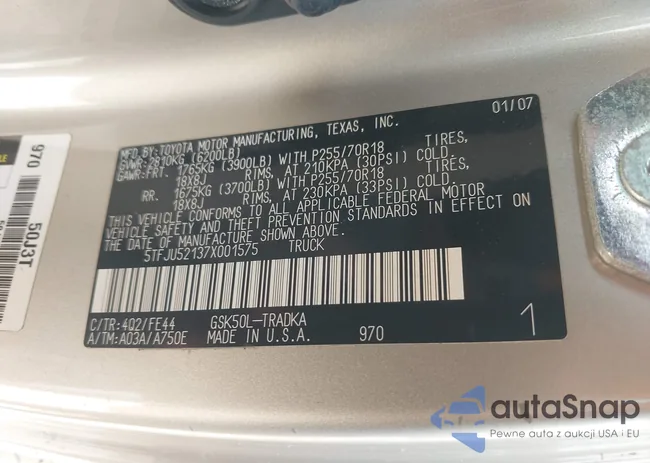 01/07
MFD.BY:TOYOTA MOTOR MANUFACTURING, TEXAS, INC.
GVWR:2810KG (6200LB)
GAWR:FRT. 1765KG (3900LB) WITH P255/70R18 TIRES
18X8J RIMS, AT 210KPA (30PSI) COLD.
RR. 1675KG (3700LB) WITH P255/70R18 TIRES
18X8J RIMS, AT 230KPA (33PSI) COLD.
THIS VEHICLE CONFORMS TO ALL APPLICABLE FEDERAL MOTOR
VEHICLE SAFETY AND THEFT PREVENTION STANDARDS IN EFFECT ON
THE DATE OF MANUFACTURE SHOWN ABOVE.
5TFJU52137X001575 TRUCK
C/TR:4Q2/FE44 GSK50L-TRADKA
A/TM:A03A/A750E MADE IN U.S.A. 970 1
970
50J3T
autaSnap
Pewne auta z aukcji USA i EU